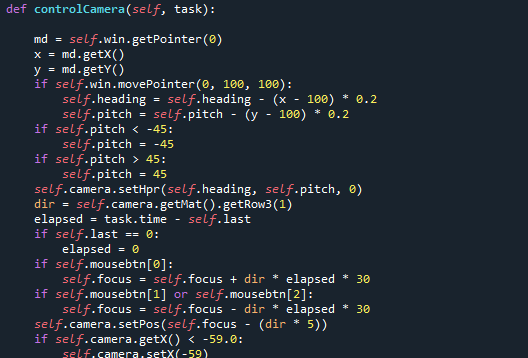 def controlCamera(self, task):
md = self.win.getPointer(0)
x = md.getX()
y = md.getY()
if self.win.movePointer(0, 100, 100):
self.heading = self.heading - (x - 100) * 0.2
self.pitch = self.pitch - (y - 100) * 0.2
if self.pitch < -45:
self.pitch = -45
if self.pitch > 45:
self.pitch = 45
self.camera.setHpr(self.heading, self.pitch, 0)
dir = self.camera.getMat().getRow3(1)
elapsed = task.time - self.last
if self.last == 0:
elapsed = 0
if self.mousebtn[0]:
self.focus = self.focus + dir * elapsed * 30
if self.mousebtn[1] or self.mousebtn[2]:
self.focus = self.focus - dir * elapsed * 30
self.camera.setPos(self.focus - (dir * 5))
if self.camera.getX() < -59.0:
self.camera.setX(-59)